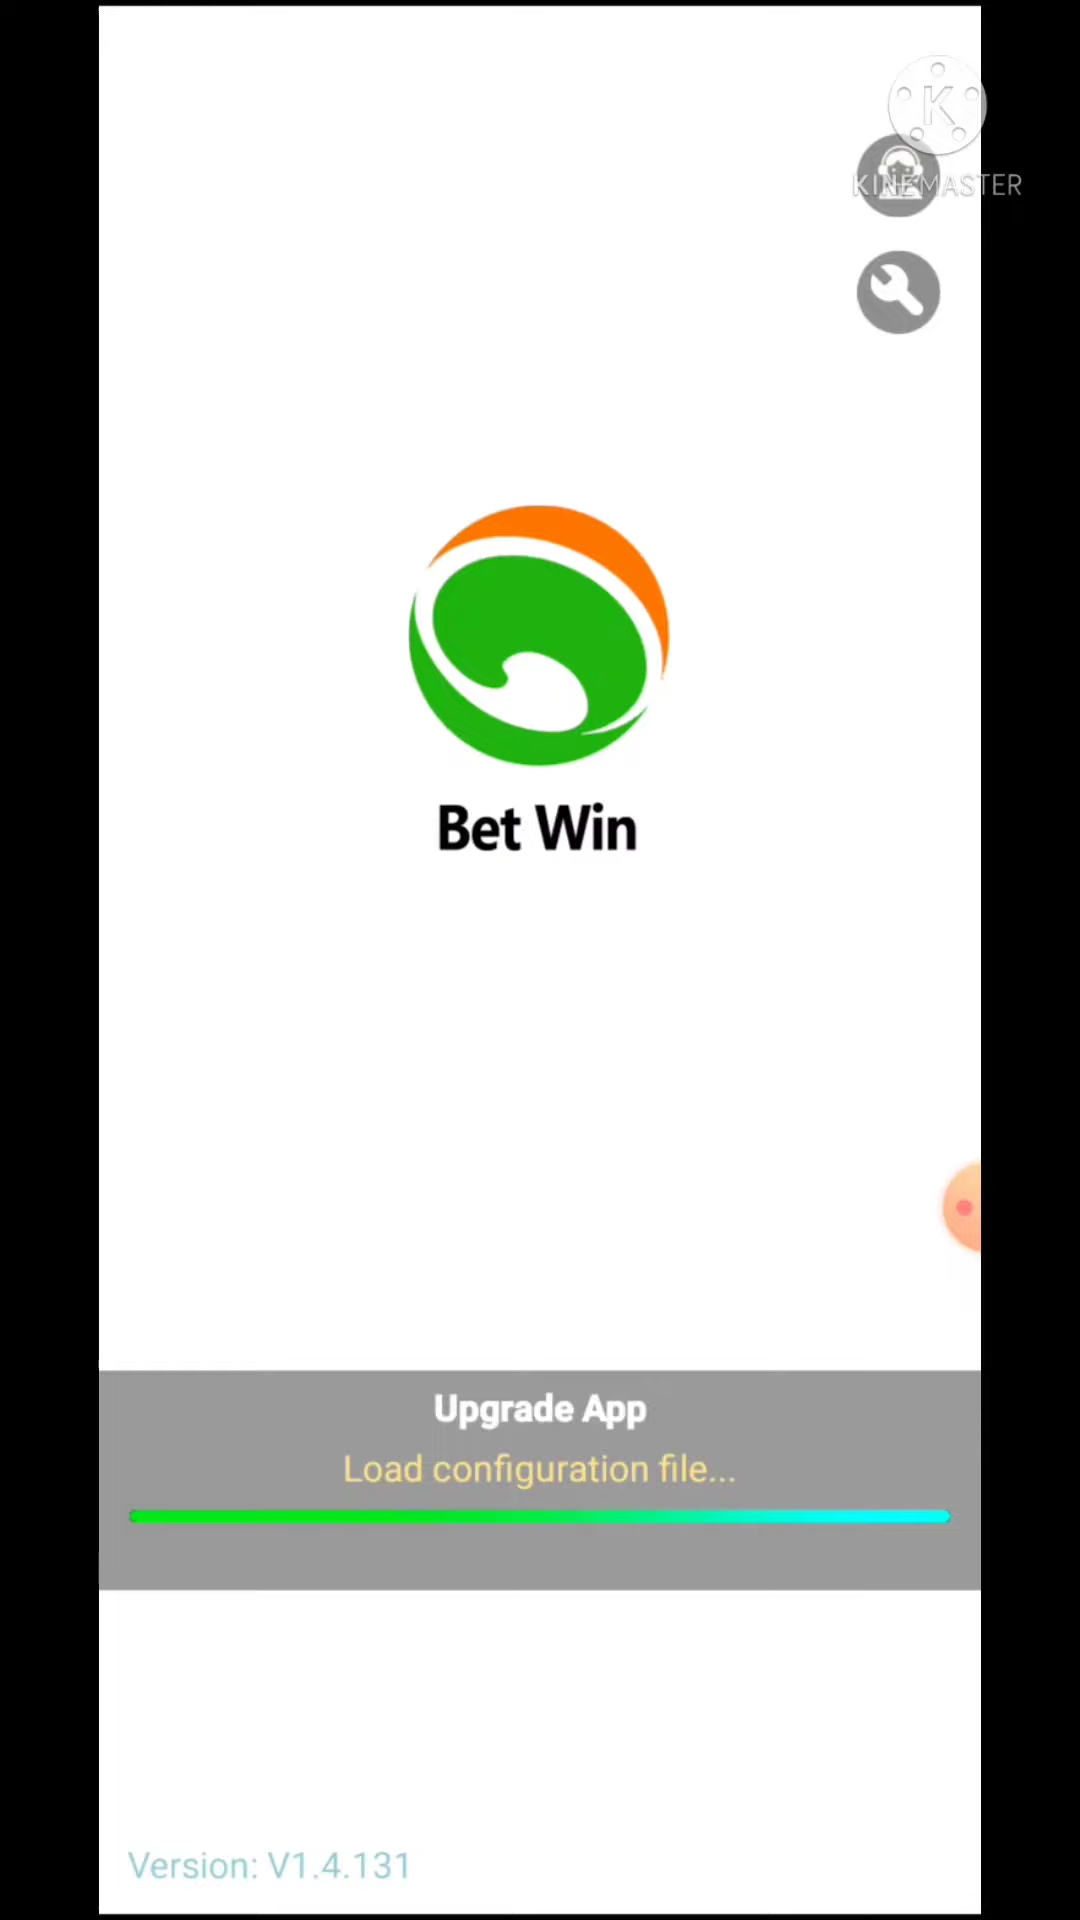 K
KINEMASTER
Bet Win
Upgrade App
Load configuration file...
Version: V1.4.131